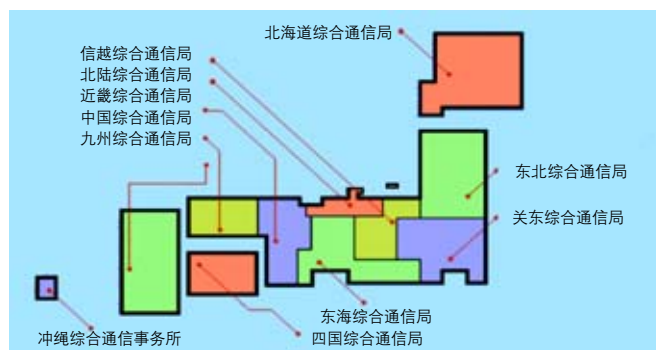 北海道综合通信局
信越综合通信局
北陆综合通信局
近畿综合通信局
中国综合通信局
九州综合通信局
东北综合通信局
关东综合通信局
东海综合通信局
冲绳综合通信事务所
四国综合通信局